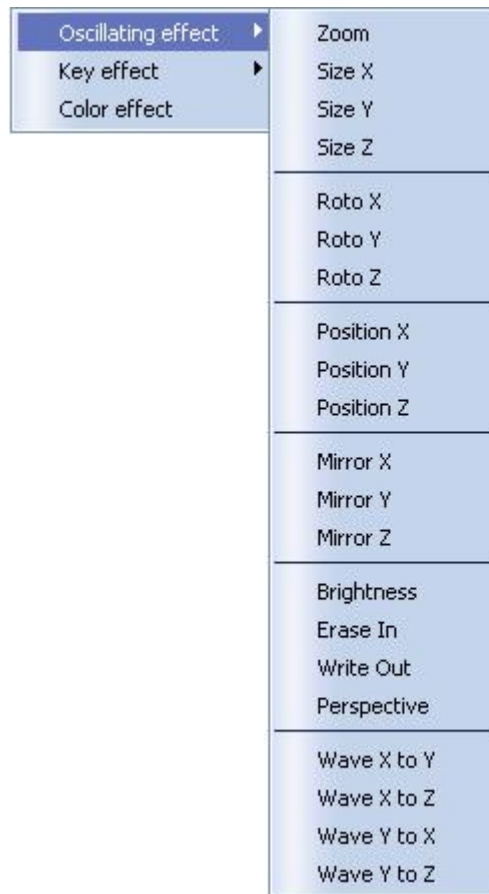 Oscillating effect
Key effect
Color effect
Zoom
Size X
Size Y
Size Z
Roto X
Roto Y
Roto Z
Position X
Position Y
Position Z
Mirror X
Mirror Y
Mirror Z
Brightness
Erase In
Write Out
Perspective
Wave X to Y
Wave X to Z
Wave Y to X
Wave Y to Z